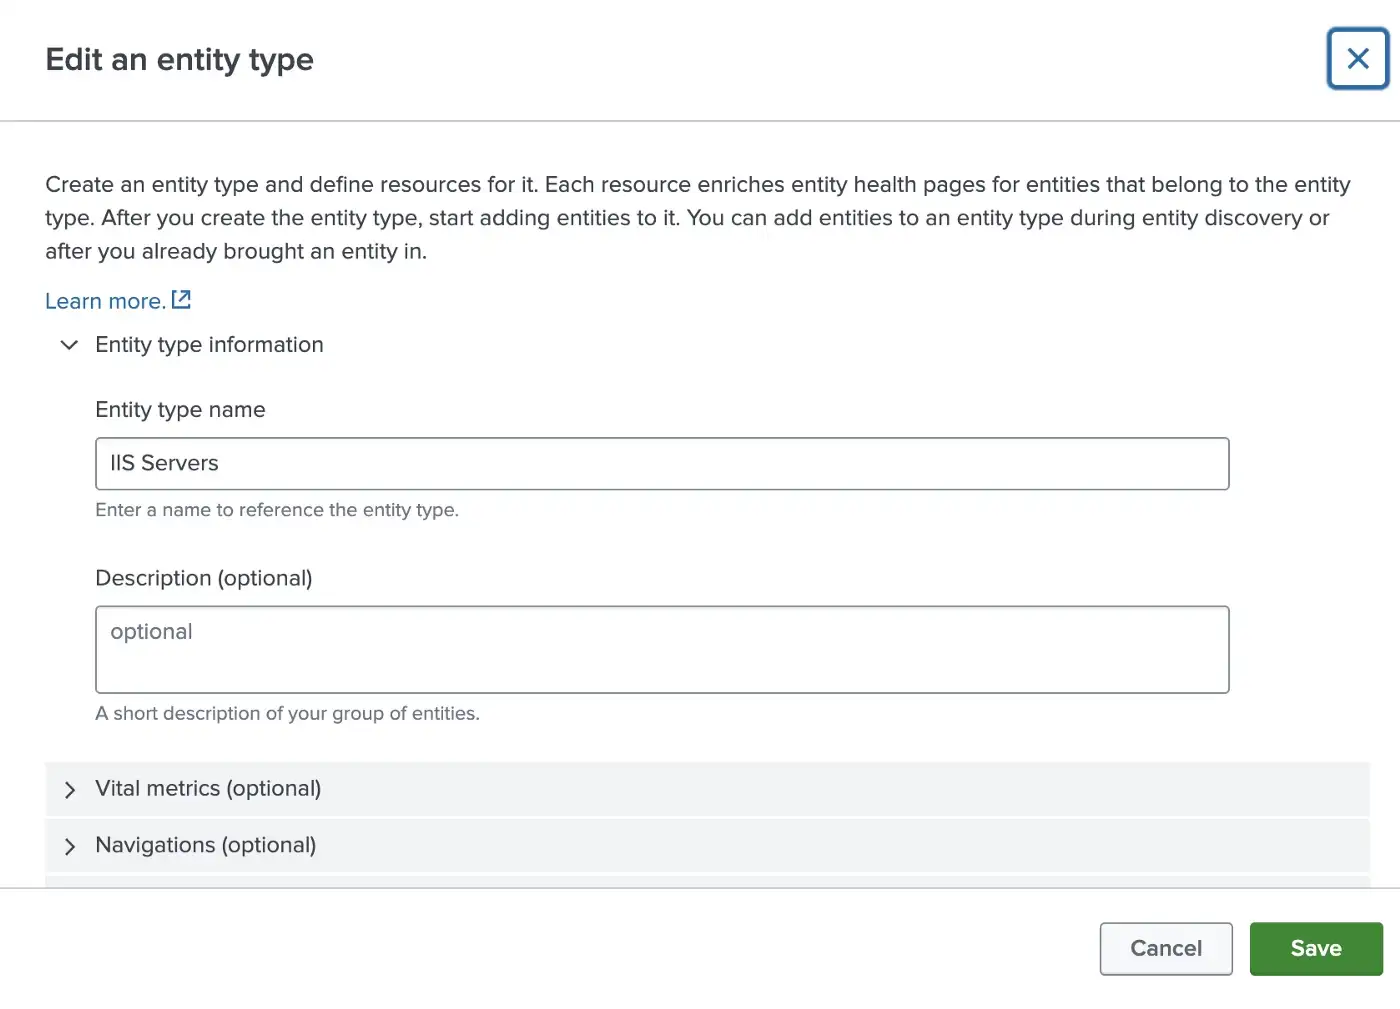 Edit an entity type
Create an entity type and define resources for it. Each resource enriches entity health pages for entities that belong to the entity
type. After you create the entity type, start adding entities to it. You can add entities to an entity type during entity discovery or
after you already brought an entity in.
Learn more.
Entity type information
Entity type name
IIS Servers
Enter a name to reference the entity type.
Description (optional)
optional
A short description of your group of entities.
Vital metrics (optional)
Navigations (optional)
Cancel
Save